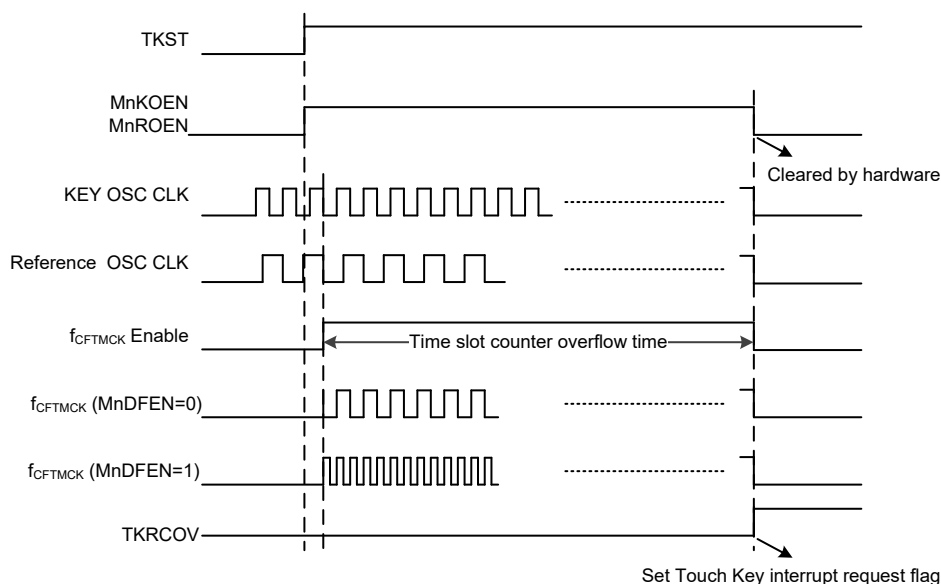 TKST
MnKOEN
MnROEN
Cleared by hardware
KEY OSC CLK
Reference OSC CLK
fCFTMCK Enable
Time slot counter overflow time
fCFTMCK (MnDFEN=0)
fCFTMCK (MnDFEN=1)
TKRCOV
Set Touch Key interrupt request flag